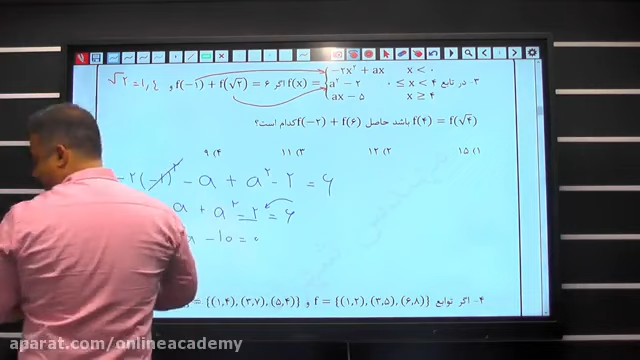 ۳- در تابع f(x) = { -۲x² + ax x < ۰ , a² - ۲ ۰ ≤ x < ۴ , ax - ۵ x ≥ ۴ اگر f(-۱) + f(√۲) = ۶ و √۲ = ۱,۴
f(۴) = f(√۴) باشد حاصل f(-۲) + f(۶) کدام است؟
۱) ۱۵ ۲) ۱۲ ۳) ۱۱ ۴) ۹
-۲(-۱)² - a + a² - ۲ = ۶
a + a² - ۲ = ۶
- ۱۰ = ۰
۴- اگر توابع f = {(۱,۲),(۳,۵),(۶,۸)} و = {(۱,۴),(۳,۷),(۵,۴)}
aparat.com/onlineacademy